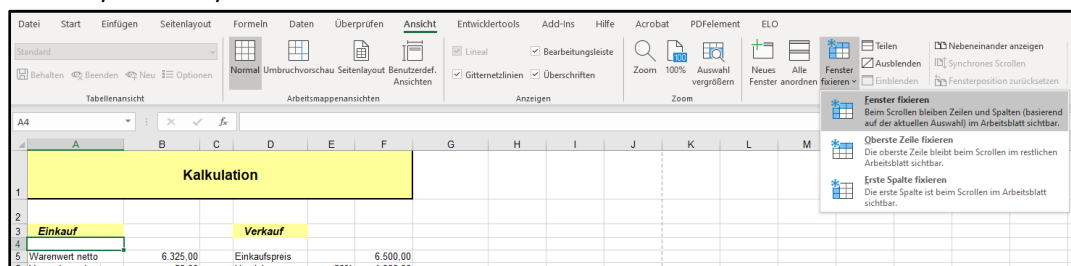 Datei Start Einfügen Seitenlayout Formeln Daten Überprüfen Ansicht Entwicklertools Add-Ins Hilfe Acrobat PDFelement ELO
Standard
Behalten Beenden Neu Optionen
Tabellenansicht
Normal Umbruchvorschau Seitenlayout Benutzerdef. Ansichten
Arbeitsmappenansichten
Lineal Bearbeitungsleiste
Gitternetzlinien Überschriften
Anzeigen
Zoom 100% Auswahl vergrößern
Zoom
Neues Fenster Alle anordnen Fenster fixieren
Teilen
Ausblenden
Einblenden
Nebeneinander anzeigen
Synchrones Scrollen
Fensterposition zurücksetzen
Fenster fixieren
Beim Scrollen bleiben Zeilen und Spalten (basierend
auf der aktuellen Auswahl) im Arbeitsblatt sichtbar.
Oberste Zeile fixieren
Die oberste Zeile bleibt beim Scrollen im restlichen
Arbeitsblatt sichtbar.
Erste Spalte fixieren
Die erste Spalte ist beim Scrollen im Arbeitsblatt
sichtbar.
A4 fx
A B C D E F G H I J K L M
1 Kalkulation
2
3 Einkauf Verkauf
4
5 Warenwert netto 6.325,00 Einkaufspreis 6.500,00